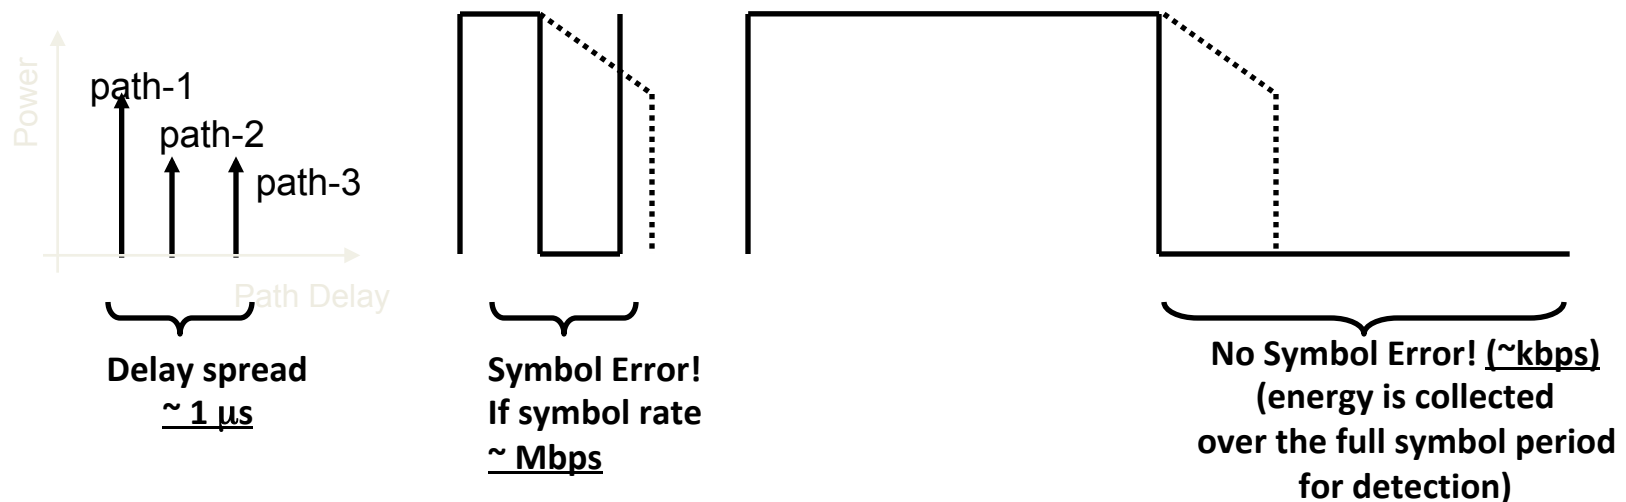 Power
path-1
path-2
path-3
Path Delay
Delay spread
~ 1 μs
Symbol Error!
If symbol rate
~ Mbps
No Symbol Error! (~kbps)
(energy is collected
over the full symbol period
for detection)